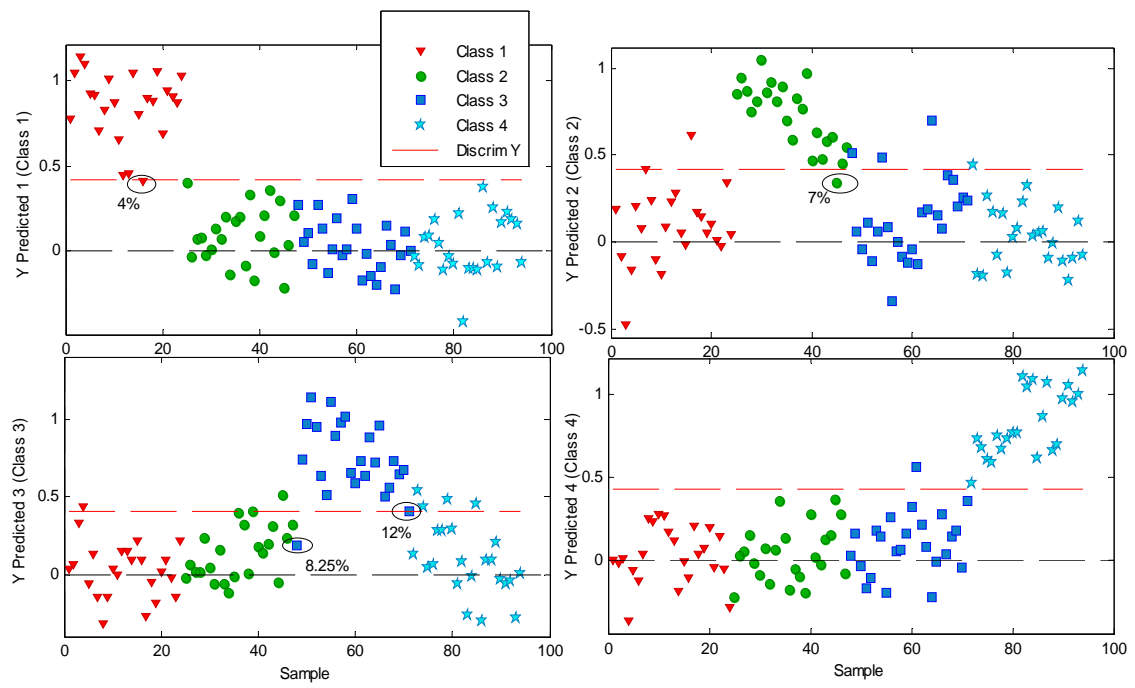 Class 1
Class 2
Class 3
Class 4
Discrim Y
Y Predicted 1 (Class 1)
1
0.5
0
4%
0 20 40 60 80 100
Y Predicted 2 (Class 2)
1
0.5
0
-0.5
7%
0 20 40 60 80 100
Y Predicted 3 (Class 3)
1
0.5
0
12%
8.25%
0 20 40 60 80 100
Sample
Y Predicted 4 (Class 4)
1
0.5
0
0 20 40 60 80 100
Sample